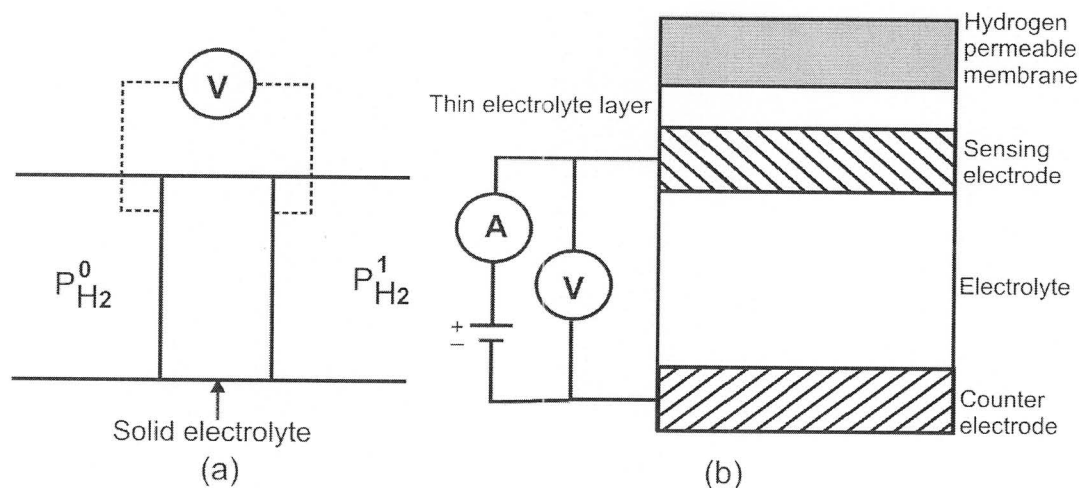 V
P⁰H₂
P¹H₂
Solid electrolyte
(a)
Hydrogen
permeable
membrane
Thin electrolyte layer
Sensing
electrode
A
V
+
−
Electrolyte
Counter
electrode
(b)